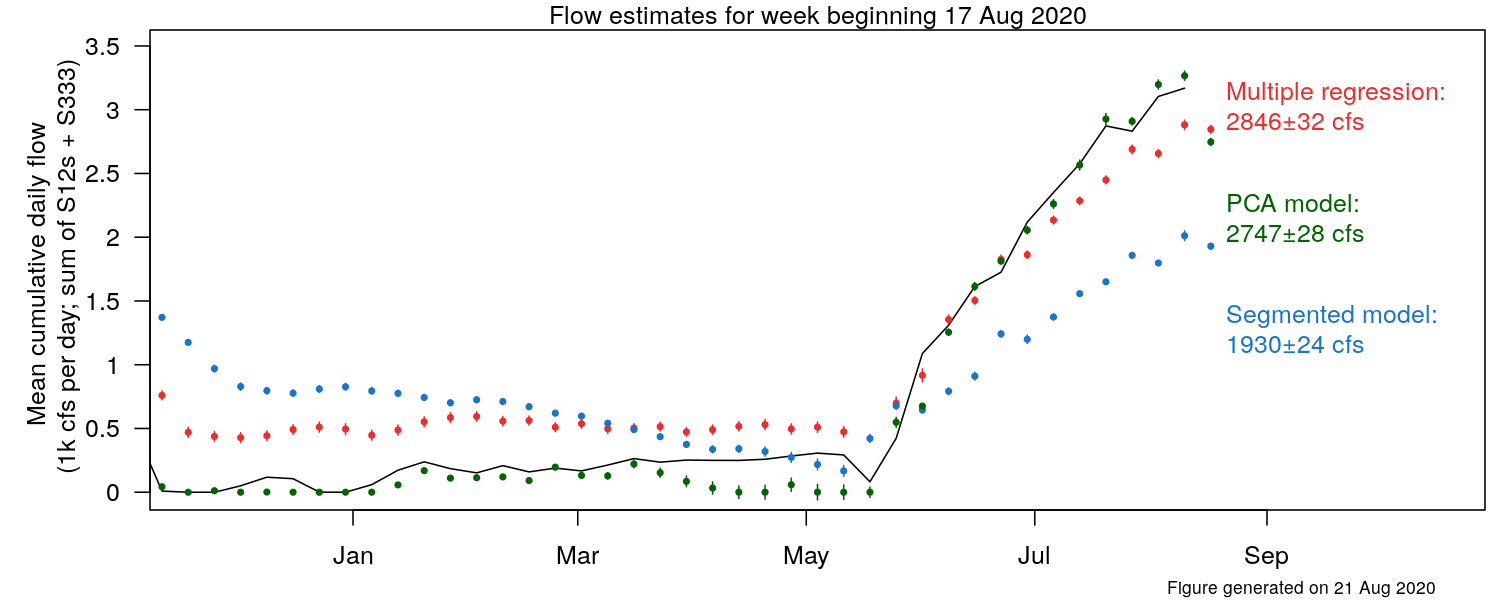 Flow estimates for week beginning 17 Aug 2020
Mean cumulative daily flow
(1k cfs per day; sum of S12s + S333)
3.5
3
2.5
2
1.5
1
0.5
0
Multiple regression:
2846±32 cfs
PCA model:
2747±28 cfs
Segmented model:
1930±24 cfs
Jan Mar May Jul Sep
Figure generated on 21 Aug 2020